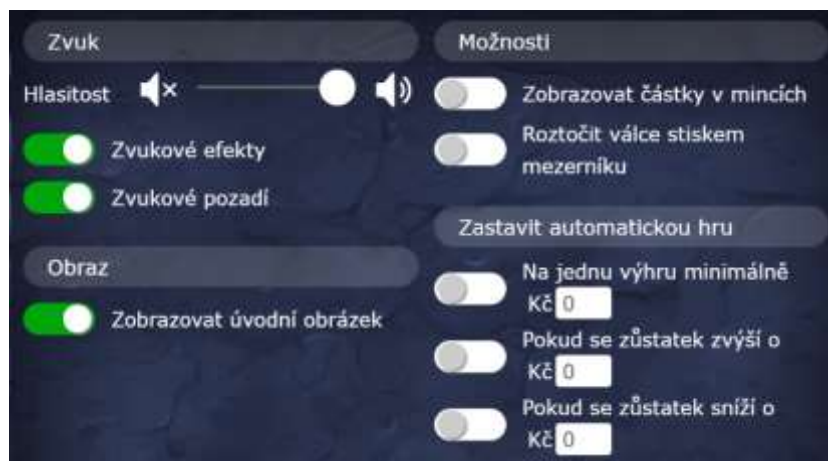 Zvuk
Hlasitost
Zvukové efekty
Zvukové pozadí
Obraz
Zobrazovat úvodní obrázek
Možnosti
Zobrazovat částky v mincích
Roztočit válce stiskem
mezerníku
Zastavit automatickou hru
Na jednu výhru minimálně
Kč 0
Pokud se zůstatek zvýší o
Kč 0
Pokud se zůstatek sníží o
Kč 0